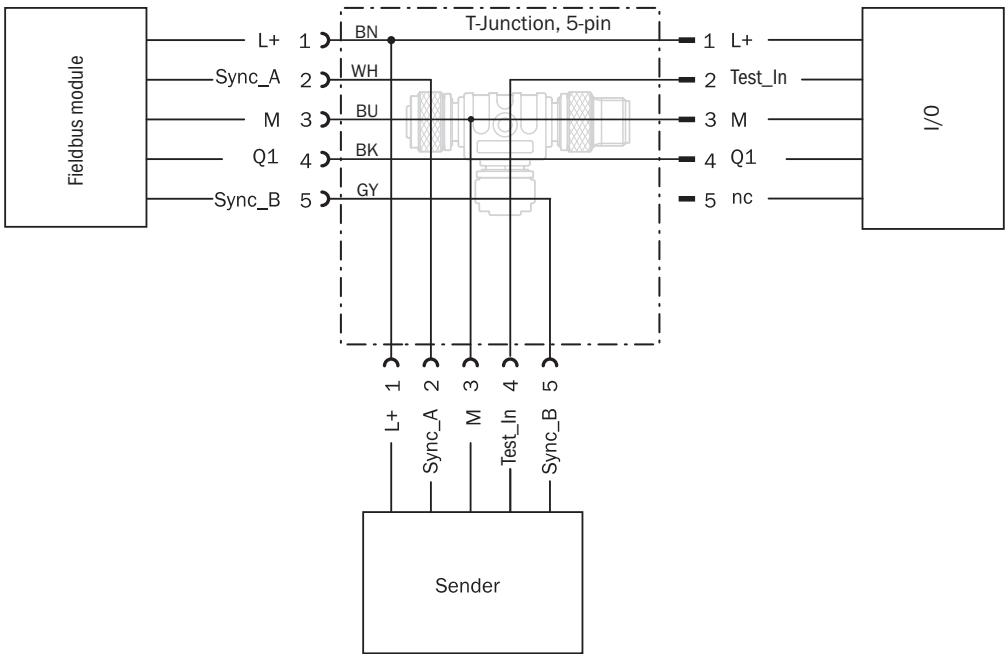 T-Junction, 5-pin
L+ 1 BN 1 L+
Sync_A 2 WH 2 Test_In
M 3 BU 3 M
Q1 4 BK 4 Q1
Sync_B 5 GY 5 nc
Fieldbus module
I/O
1 2 3 4 5
L+ Sync_A M Test_In Sync_B
Sender